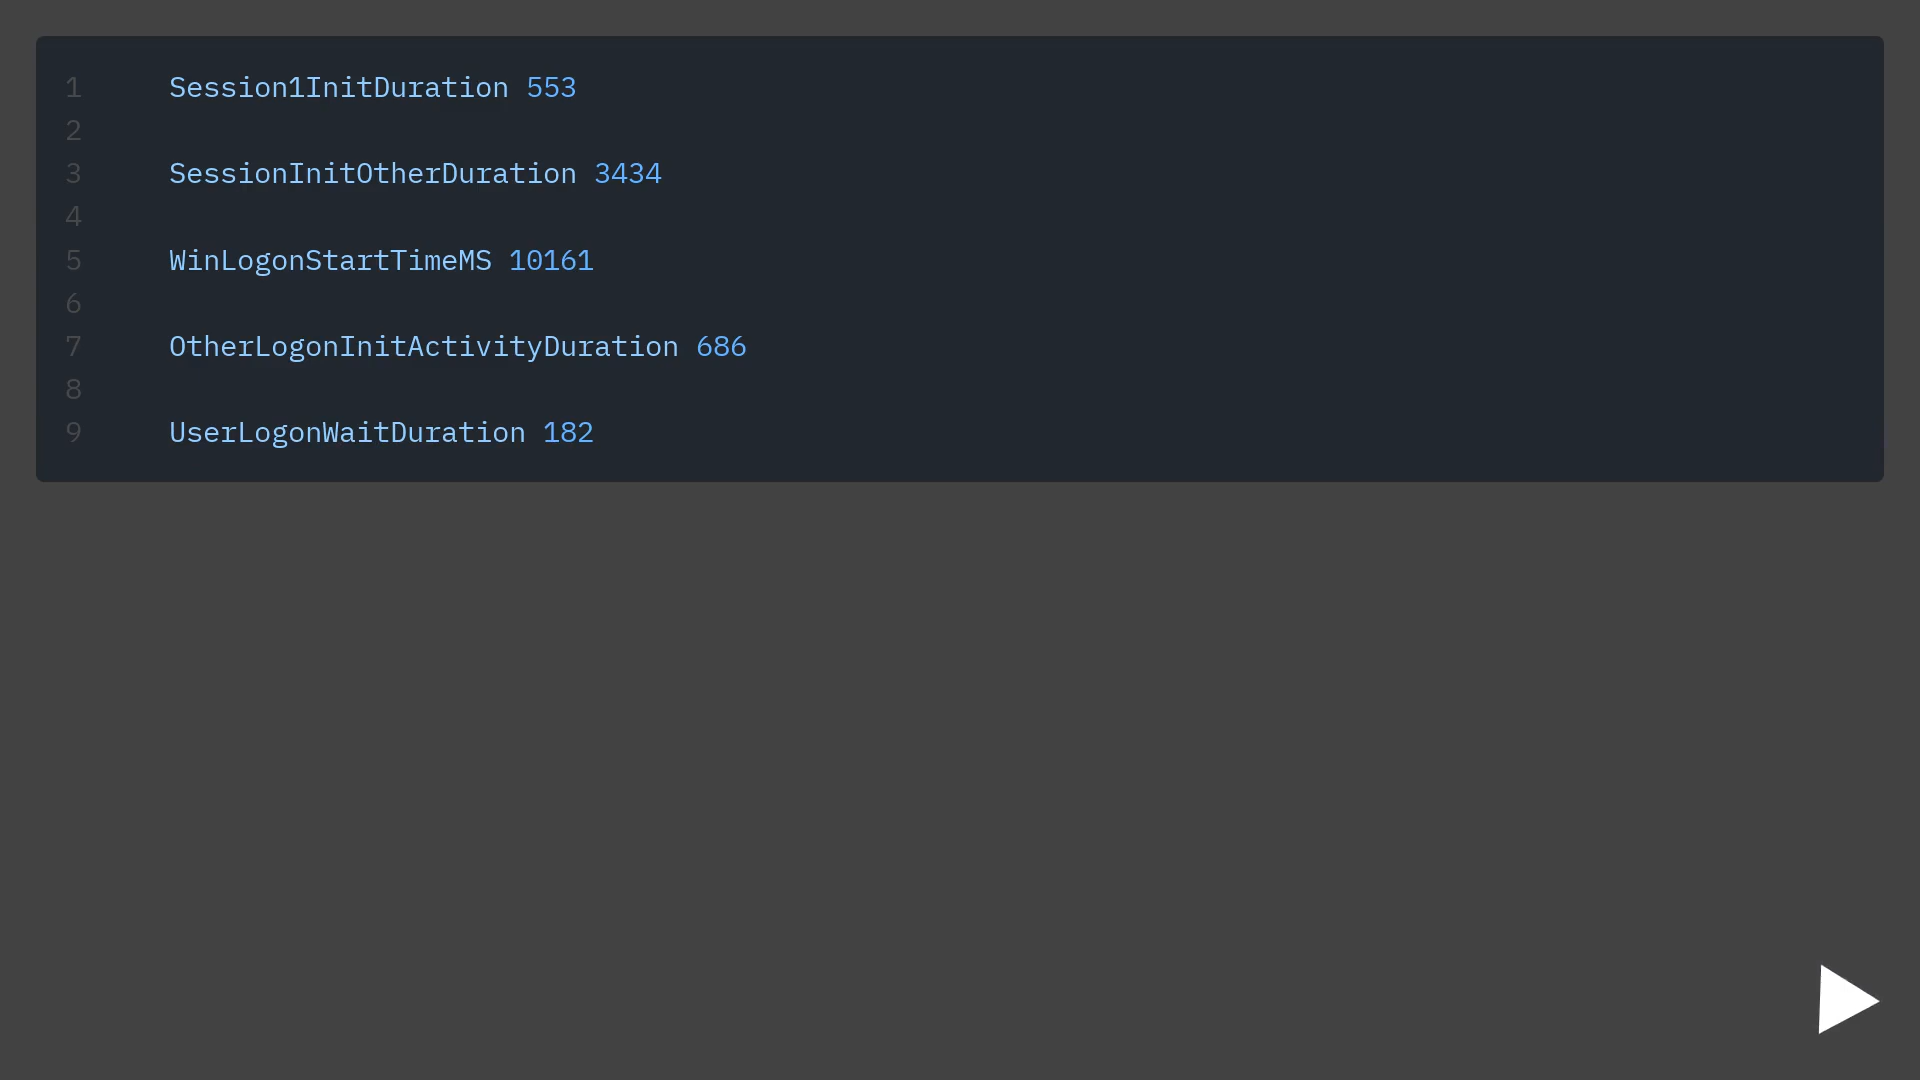 1 Session1InitDuration 553
2
3 SessionInitOtherDuration 3434
4
5 WinLogonStartTimeMS 10161
6
7 OtherLogonInitActivityDuration 686
8
9 UserLogonWaitDuration 182